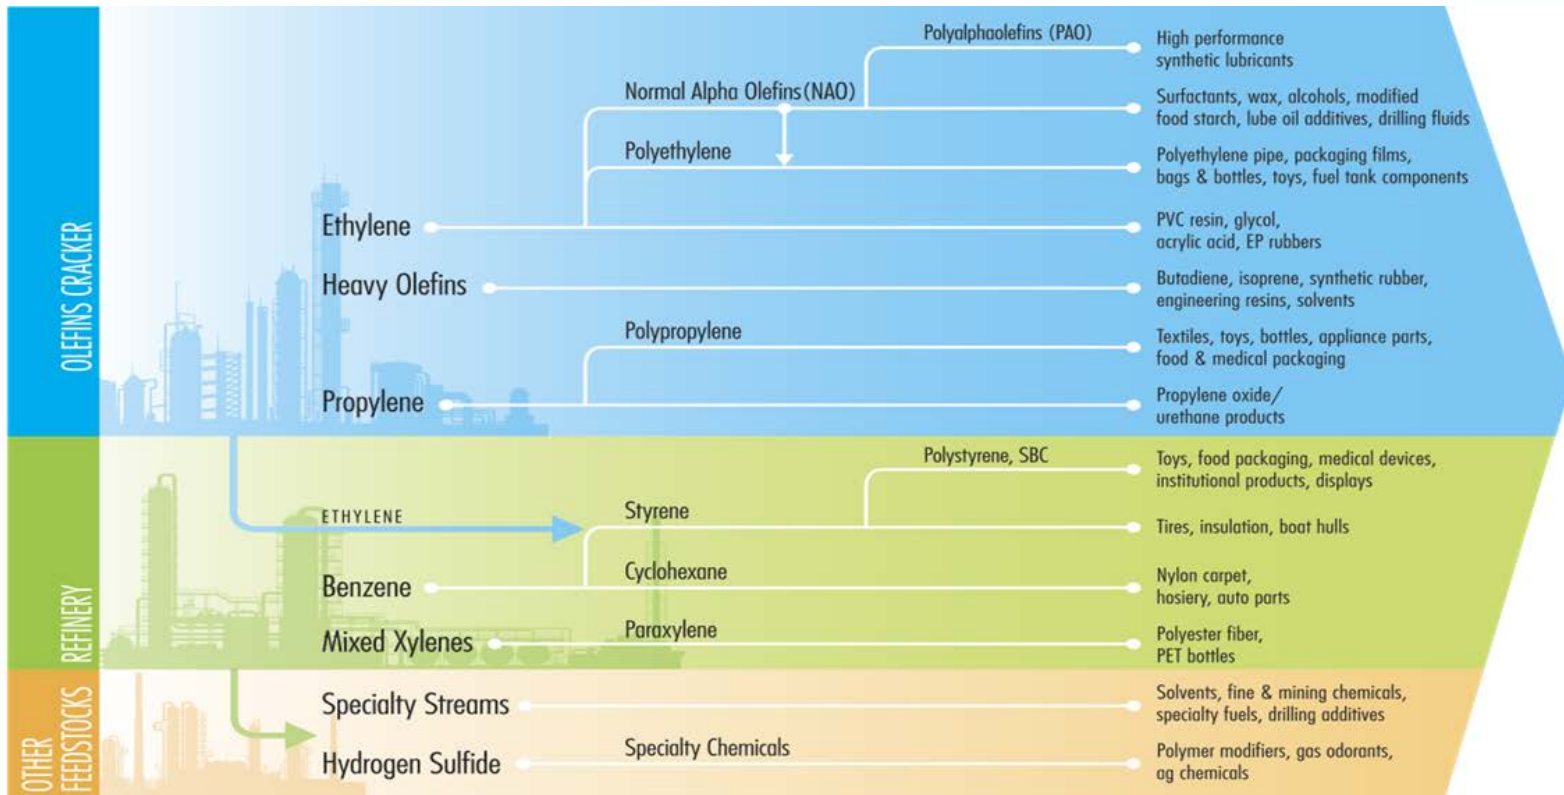 OLEFINS CRACKER
Polyalphaolefins (PAO)
High performance
synthetic lubricants
Normal Alpha Olefins(NAO)
Surfactants, wax, alcohols, modified
food starch, lube oil additives, drilling fluids
Polyethylene
Polyethylene pipe, packaging films,
bags & bottles, toys, fuel tank components
Ethylene
PVC resin, glycol,
acrylic acid, EP rubbers
Heavy Olefins
Butadiene, isoprene, synthetic rubber,
engineering resins, solvents
Polypropylene
Textiles, toys, bottles, appliance parts,
food & medical packaging
Propylene
Propylene oxide/
urethane products
REFINERY
Polystyrene, SBC
Toys, food packaging, medical devices,
institutional products, displays
ETHYLENE
Styrene
Tires, insulation, boat hulls
Benzene
Cyclohexane
Nylon carpet,
hosiery, auto parts
Mixed Xylenes
Paraxylene
Polyester fiber,
PET bottles
OTHER
FEEDSTOCKS
Specialty Streams
Solvents, fine & mining chemicals,
specialty fuels, drilling additives
Hydrogen Sulfide
Specialty Chemicals
Polymer modifiers, gas odorants,
ag chemicals